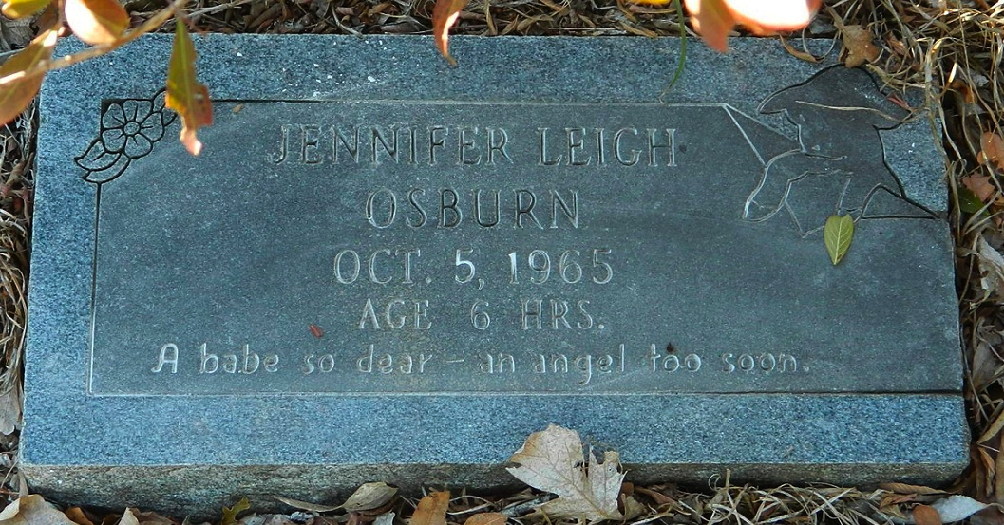 JENNIFER LEIGH
OSBURN
OCT. 5, 1965
AGE 6 HRS.
A babe so dear – an angel too soon.